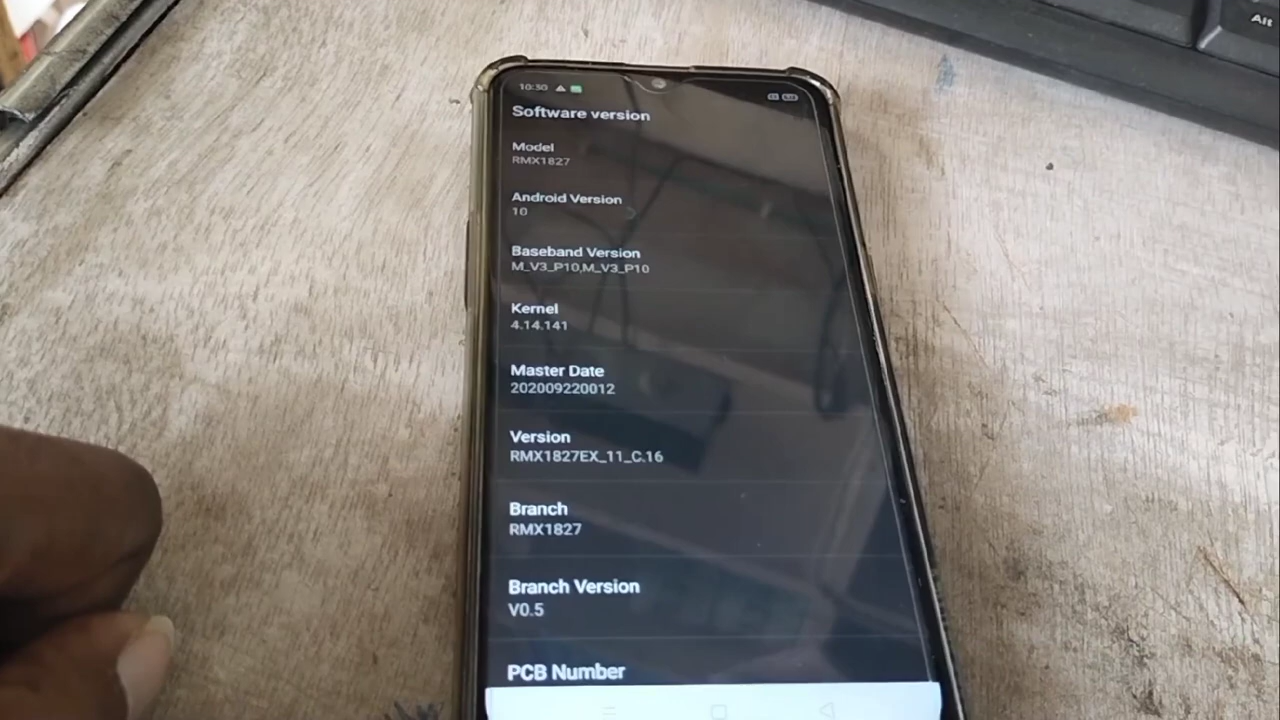 Alt
10:30
Software version
Model
RMX1827
Android Version
10
Baseband Version
M_V3_P10,M_V3_P10
Kernel
4.14.141
Master Date
202009220012
Version
RMX1827EX_11_C.16
Branch
RMX1827
Branch Version
V0.5
PCB Number